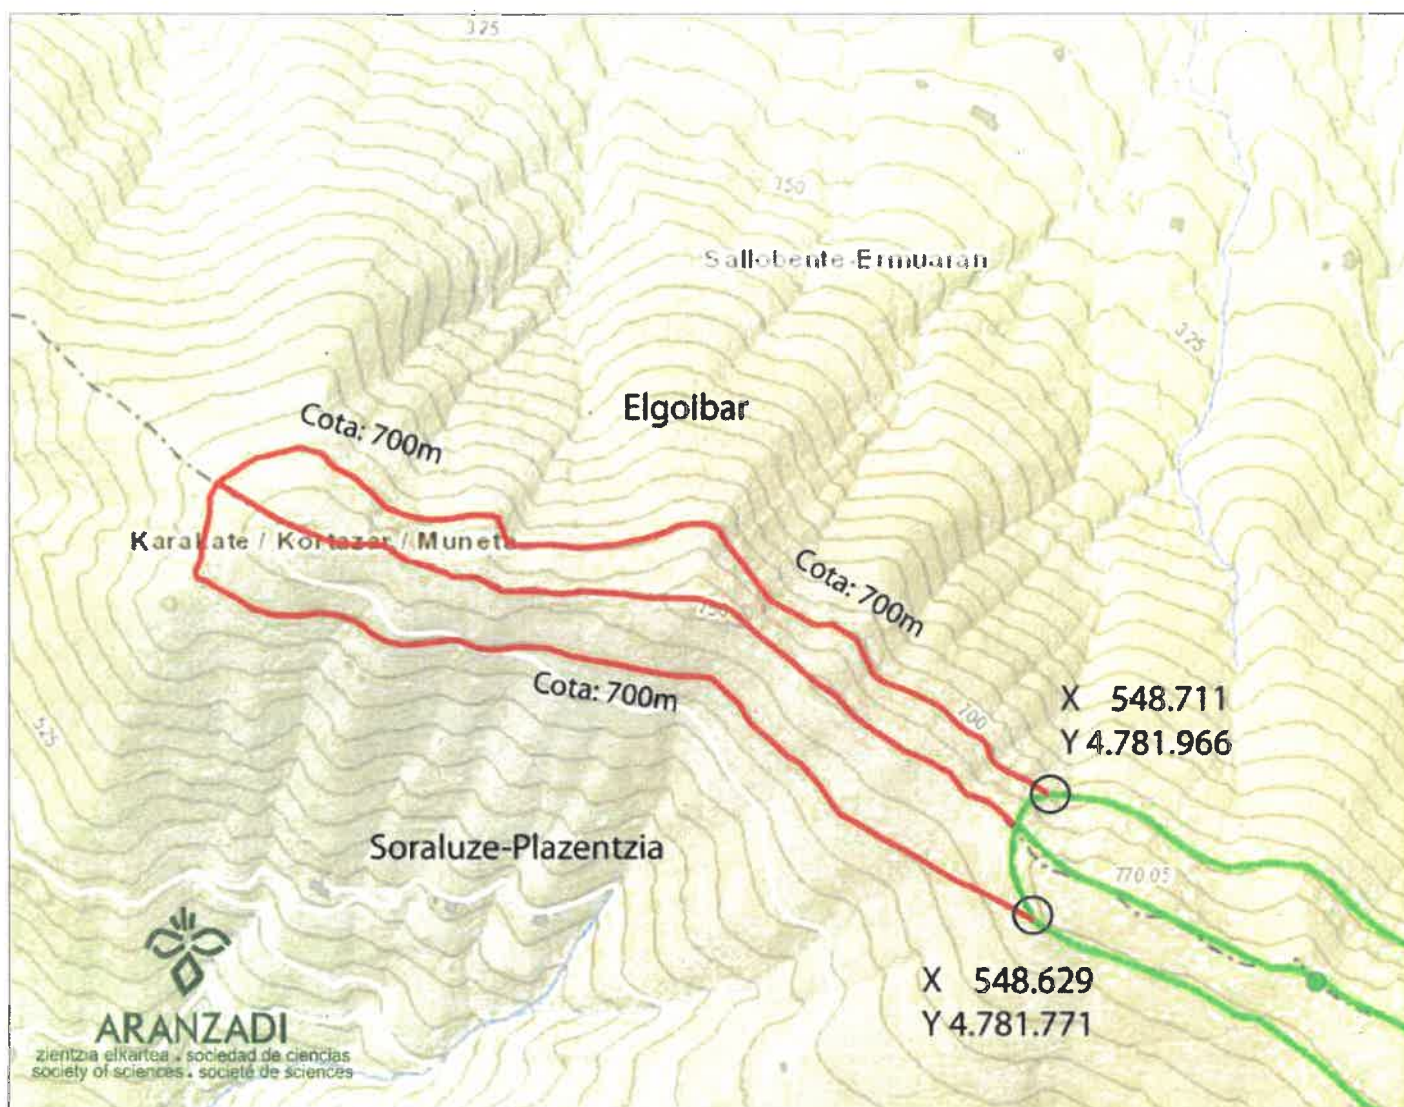 325
350
Sallobente-Ermuaran
325
Elgoibar
Cota: 700m
Karakate / Kortazar / Muneta
Cota: 700m
Cota: 700m
700
X 548.711
Y 4.781.966
525
Soraluze-Plazentzia
770.05
X 548.629
Y 4.781.771
ARANZADI
zientzia elkartea . sociedad de ciencias
society of sciences . societé de sciences